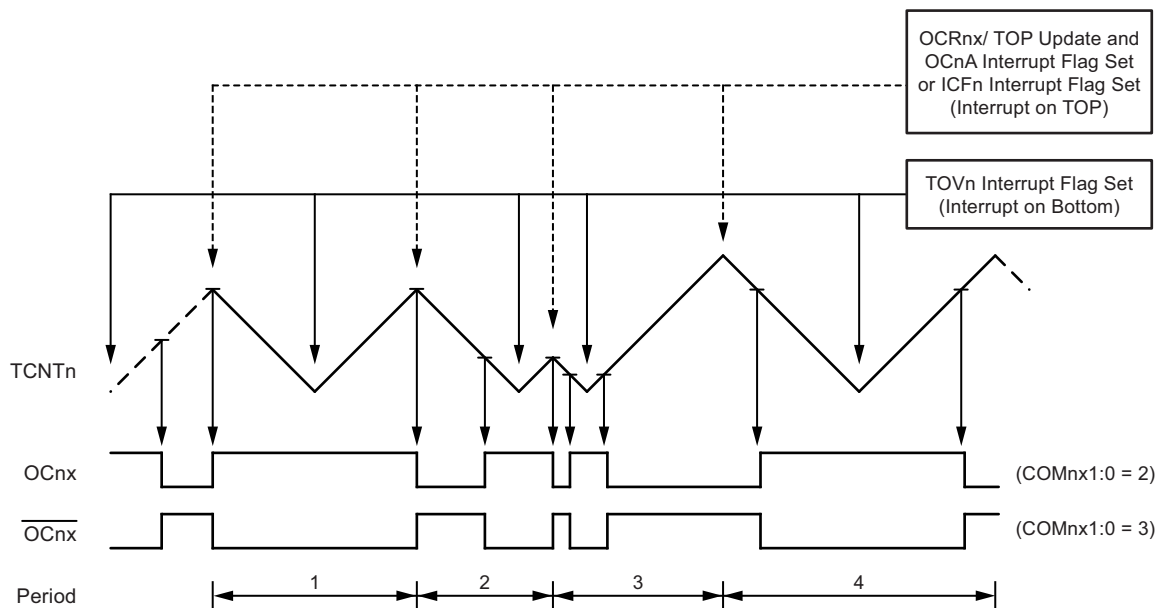 OCRnx/ TOP Update and
OCnA Interrupt Flag Set
or ICFn Interrupt Flag Set
(Interrupt on TOP)
TOVn Interrupt Flag Set
(Interrupt on Bottom)
TCNTn
OCnx
(COMnx1:0 = 2)
OCnx
(COMnx1:0 = 3)
Period
1
2
3
4